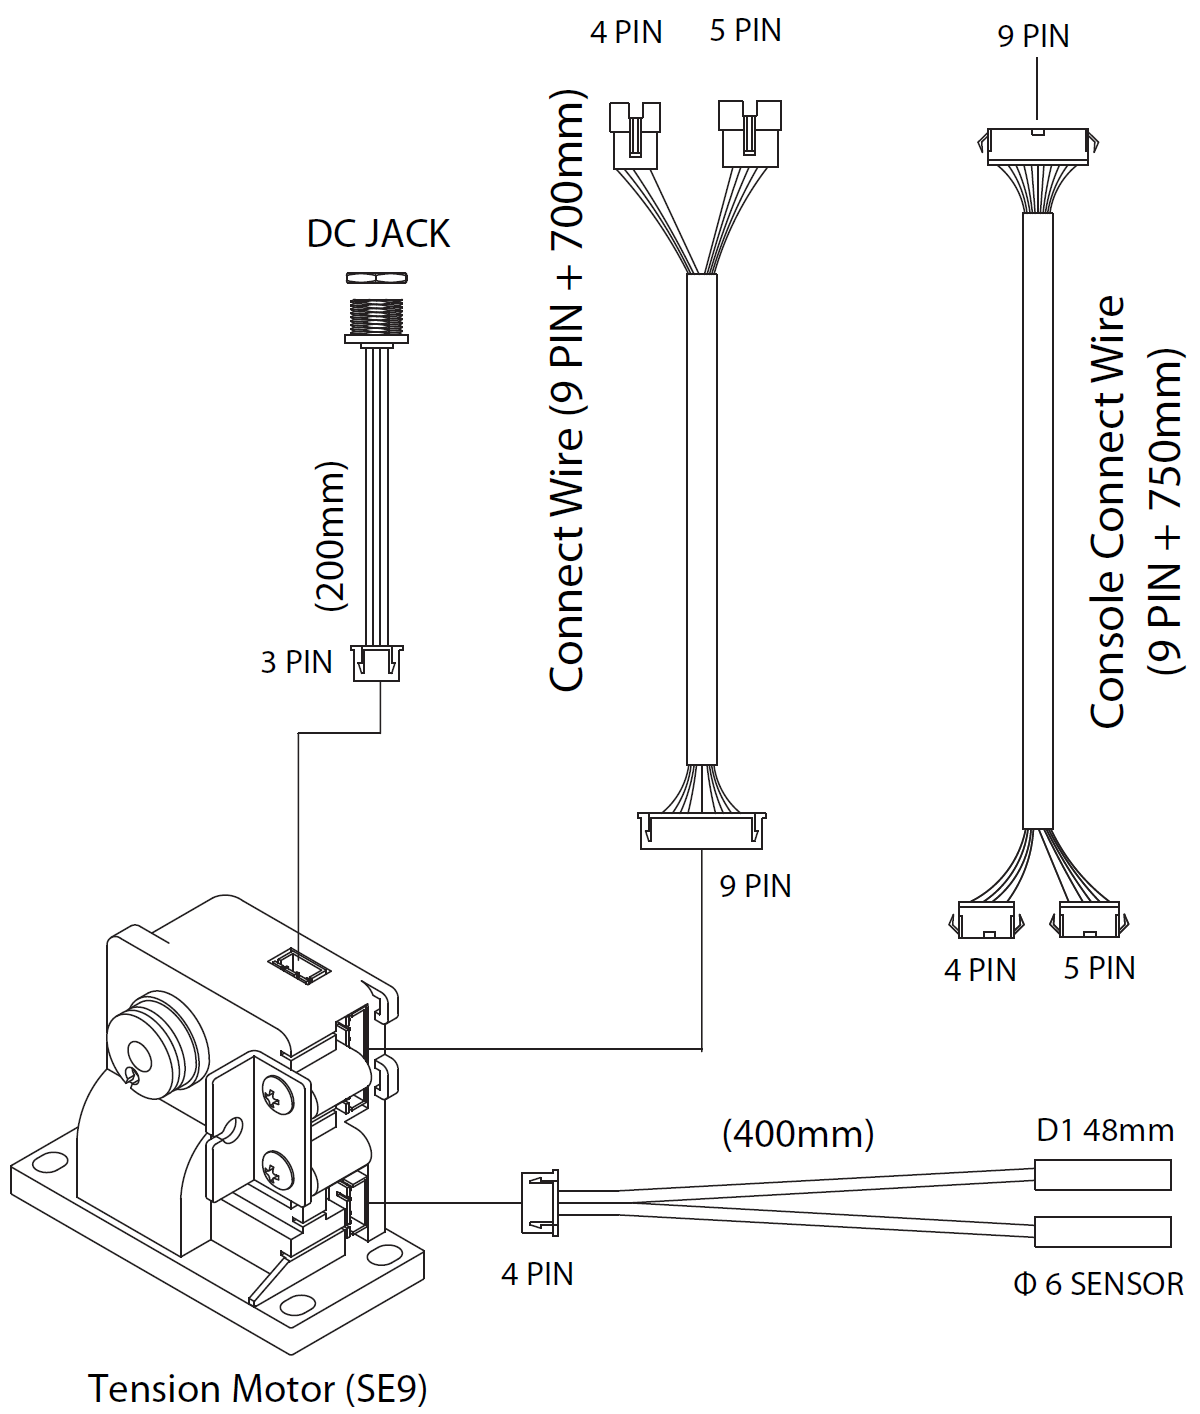 4 PIN
5 PIN
9 PIN
DC JACK
(200mm)
3 PIN
Connect Wire (9 PIN + 700mm)
9 PIN
Console Connect Wire
(9 PIN + 750mm)
4 PIN
5 PIN
(400mm)
D1 48mm
4 PIN
Φ 6 SENSOR
Tension Motor (SE9)